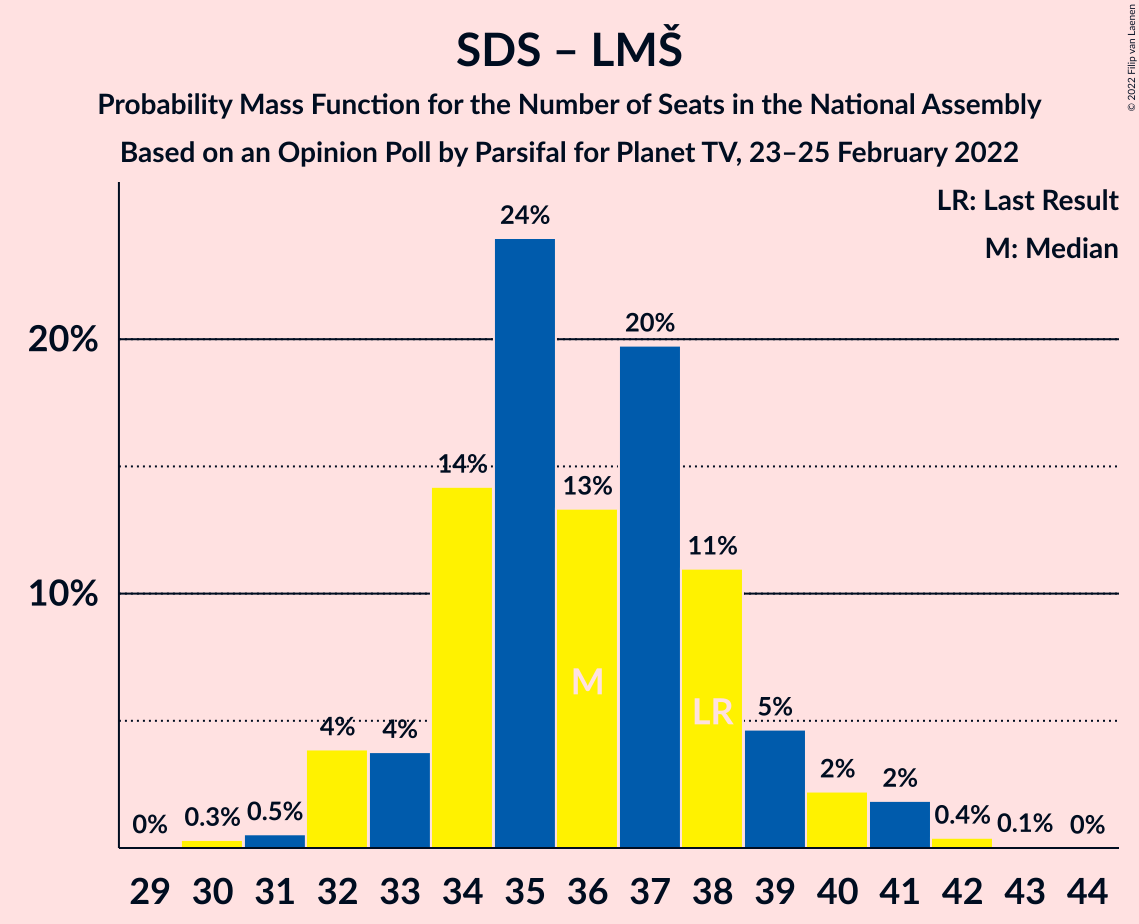 SDS – LMŠ
Probability Mass Function for the Number of Seats in the National Assembly
Based on an Opinion Poll by Parsifal for Planet TV, 23–25 February 2022
© 2022 Filip van Laenen
LR: Last Result
M: Median
20%
10%
0%
0.3%
0.5%
4%
4%
14%
24%
13%
20%
11%
5%
2%
2%
0.4%
0.1%
0%
M
LR
29 30 31 32 33 34 35 36 37 38 39 40 41 42 43 44